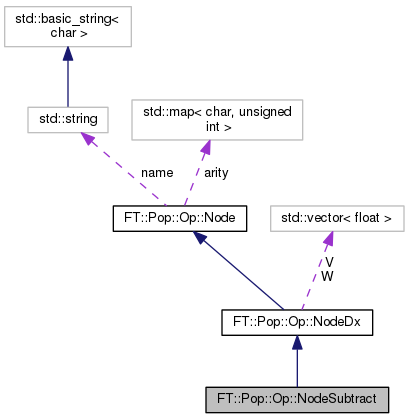 std::basic_string<
char >
std::string
std::map< char, unsigned
int >
name
arity
FT::Pop::Op::Node
std::vector< float >
V
W
FT::Pop::Op::NodeDx
FT::Pop::Op::NodeSubtract